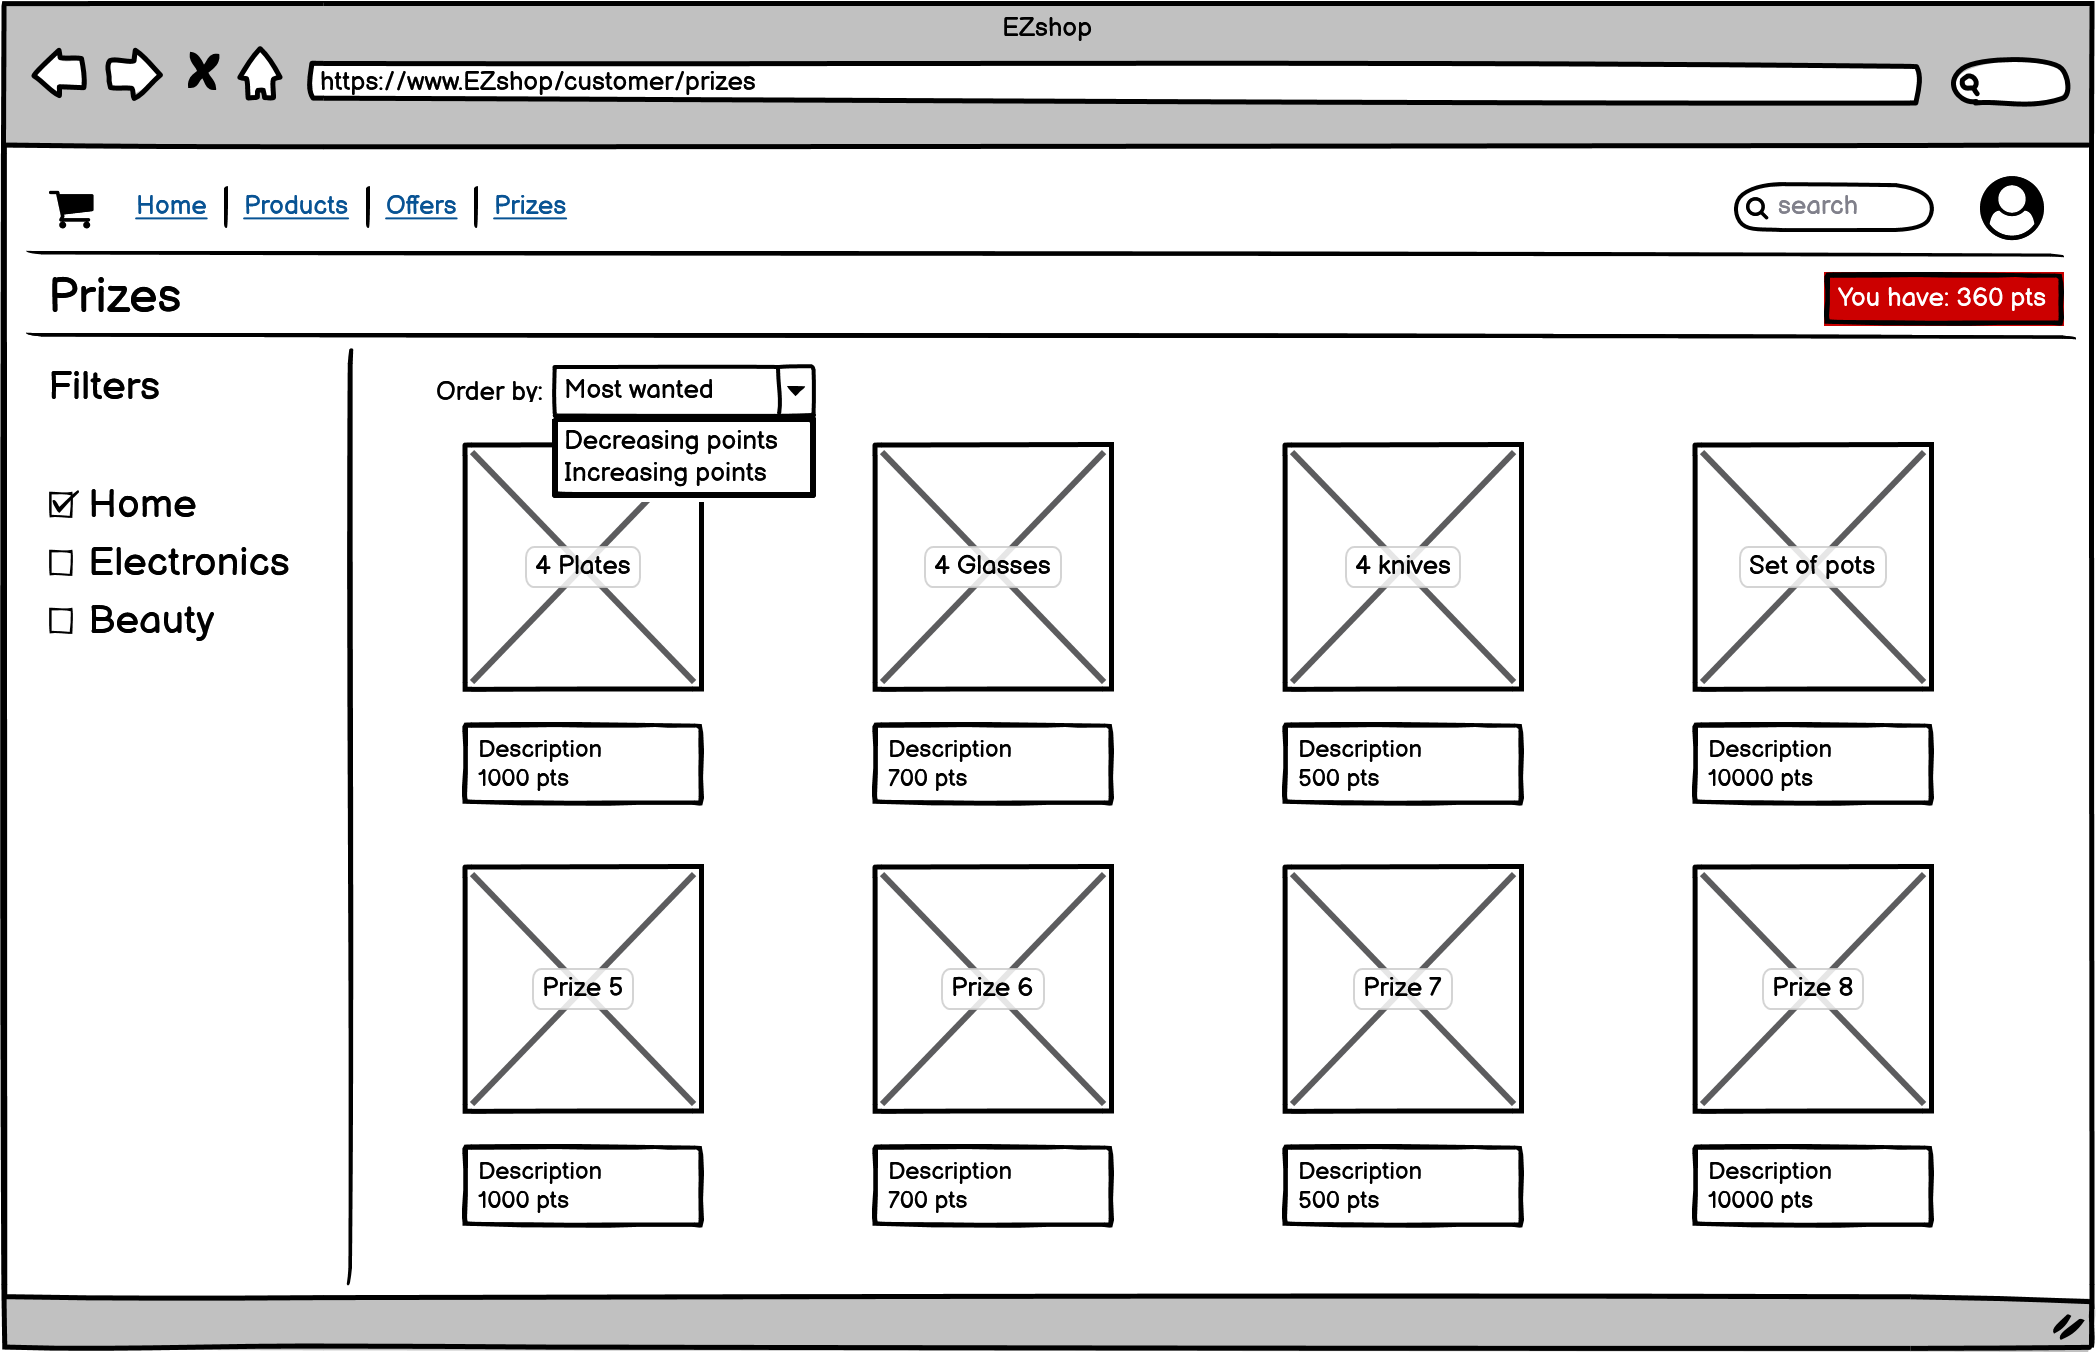 EZshop
https://www.EZshop/customer/prizes
Home Products Offers Prizes search
Prizes You have: 360 pts
Filters
Home
Electronics
Beauty
Order by: Most wanted
Decreasing points
Increasing points
4 Plates 4 Glasses 4 knives Set of pots
Description Description Description Description
1000 pts 700 pts 500 pts 10000 pts
Prize 5 Prize 6 Prize 7 Prize 8
Description Description Description Description
1000 pts 700 pts 500 pts 10000 pts